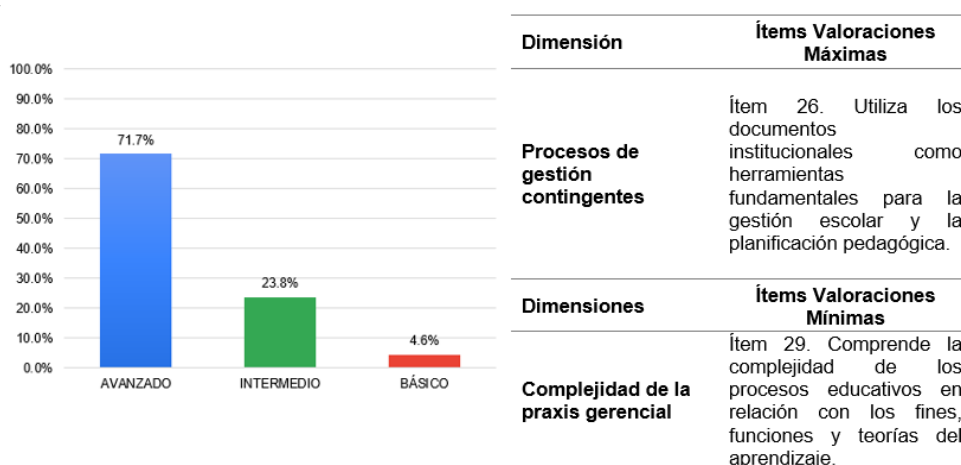 100.0%
90.0%
80.0%
70.0%
60.0%
50.0%
40.0%
30.0%
20.0%
10.0%
0.0%
71.7%
23.8%
4.6%
AVANZADO INTERMEDIO BÁSICO
Dimensión
Ítems Valoraciones
Máximas
Procesos de
gestión
contingentes
Ítem 26. Utiliza los
documentos
institucionales como
herramientas
fundamentales para la
gestión escolar y la
planificación pedagógica.
Dimensiones
Ítems Valoraciones
Mínimas
Complejidad de la
praxis gerencial
Ítem 29. Comprende la
complejidad de los
procesos educativos en
relación con los fines,
funciones y teorías del
aprendizaje.